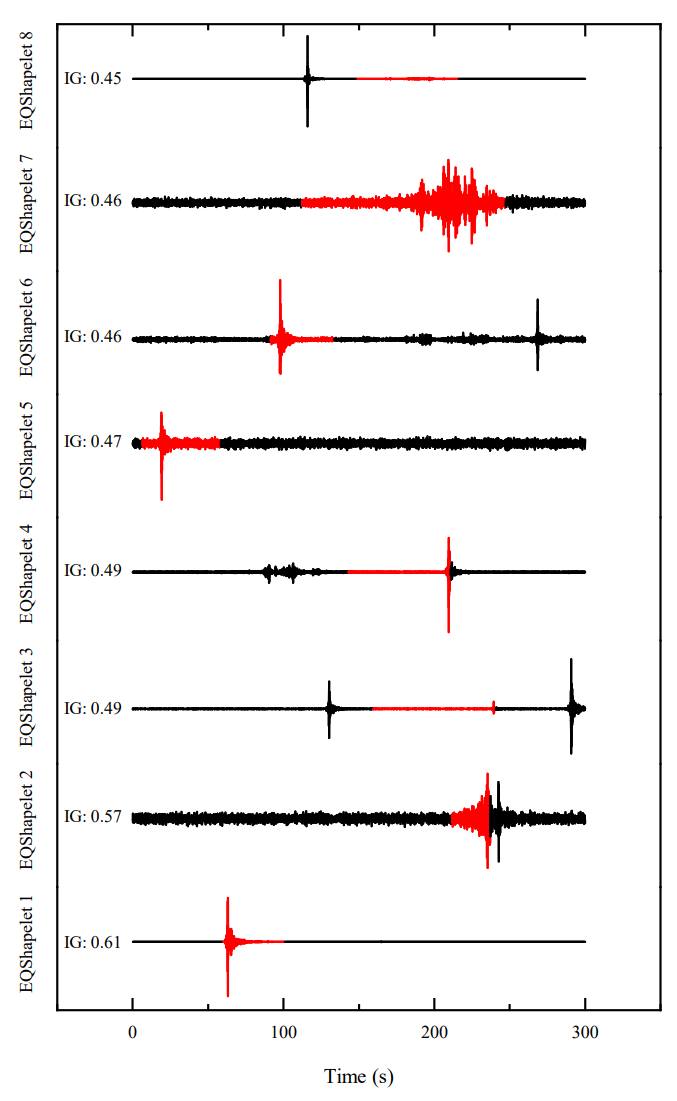 EQShapelet 8
IG: 0.45
EQShapelet 7
IG: 0.46
EQShapelet 6
IG: 0.46
EQShapelet 5
IG: 0.47
EQShapelet 4
IG: 0.49
EQShapelet 3
IG: 0.49
EQShapelet 2
IG: 0.57
EQShapelet 1
IG: 0.61
0 100 200 300
Time (s)